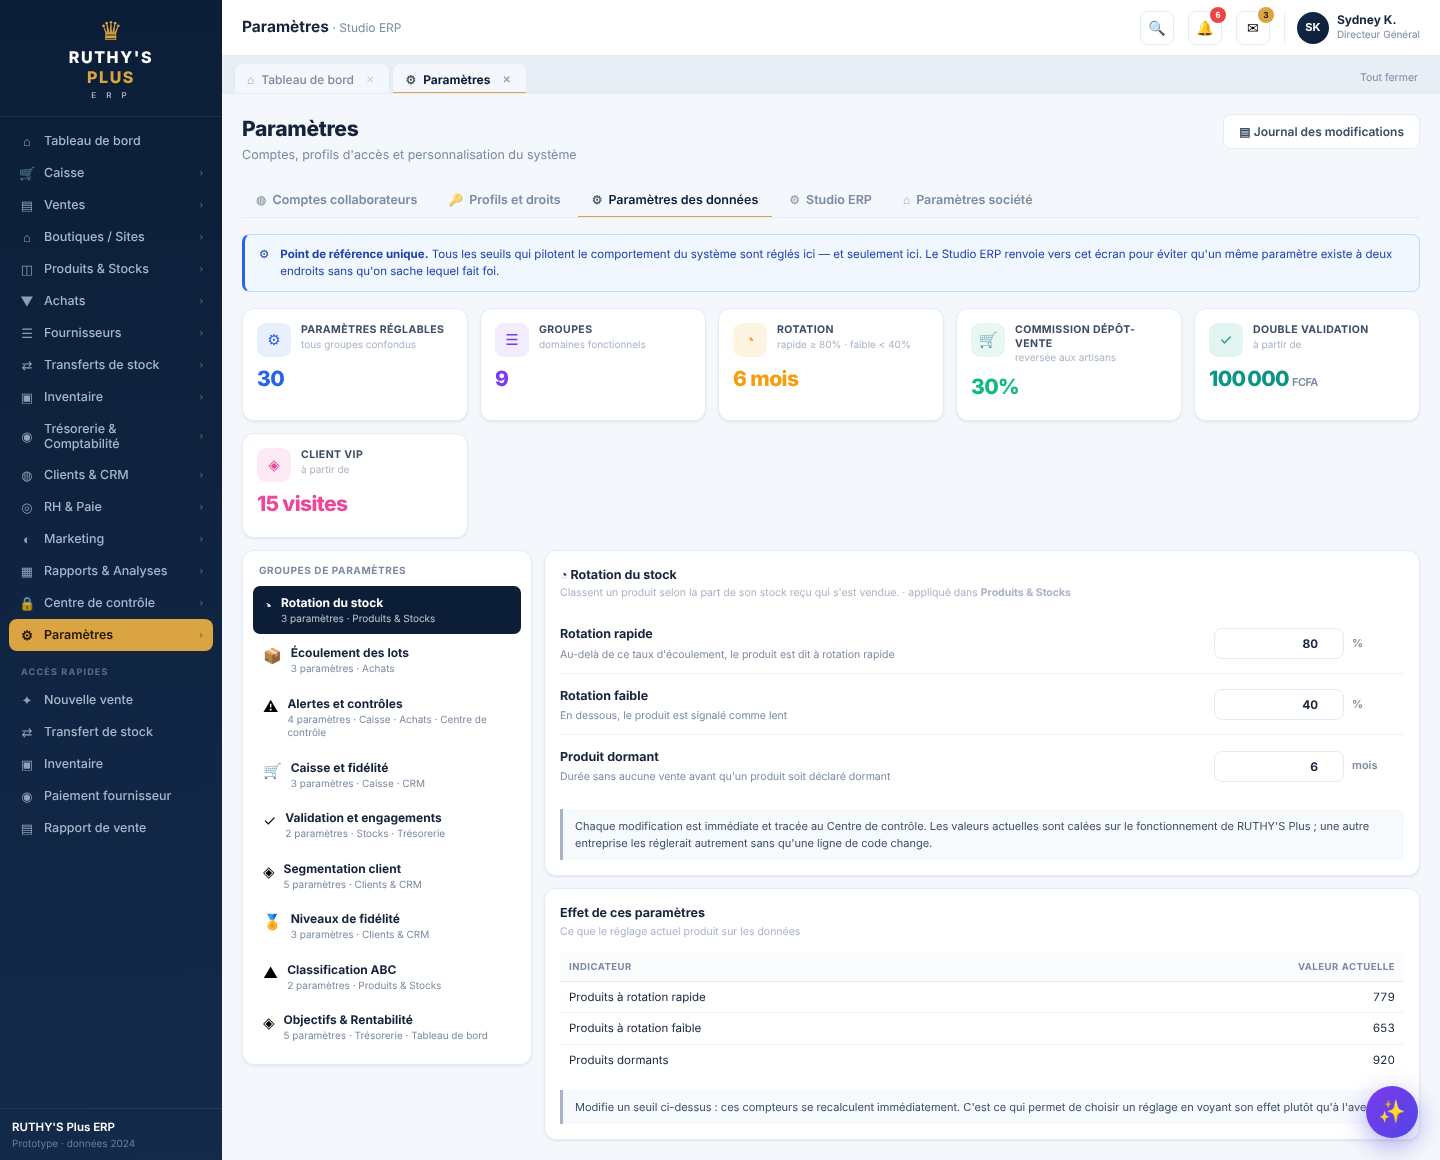 RUTHY'S
PLUS
E R P
Tableau de bord
Caisse
Ventes
Boutiques / Sites
Produits & Stocks
Achats
Fournisseurs
Transferts de stock
Inventaire
Trésorerie &
Comptabilité
Clients & CRM
RH & Paie
Marketing
Rapports & Analyses
Centre de contrôle
Paramètres
ACCÈS RAPIDES
Nouvelle vente
Transfert de stock
Inventaire
Paiement fournisseur
Rapport de vente
RUTHY'S Plus ERP
Prototype · données 2024
Paramètres · Studio ERP
6
3
SK
Sydney K.
Directeur Général
Tableau de bord ×
Paramètres ×
Tout fermer
Paramètres
Comptes, profils d'accès et personnalisation du système
Journal des modifications
Comptes collaborateurs
Profils et droits
Paramètres des données
Studio ERP
Paramètres société
Point de référence unique. Tous les seuils qui pilotent le comportement du système sont réglés ici — et seulement ici. Le Studio ERP renvoie vers cet écran pour éviter qu'un même paramètre existe à deux
endroits sans qu'on sache lequel fait foi.
PARAMÈTRES RÉGLABLES
tous groupes confondus
30
GROUPES
domaines fonctionnels
9
ROTATION
rapide ≥ 80% · faible < 40%
6 mois
COMMISSION DÉPÔT-
VENTE
reversée aux artisans
30%
DOUBLE VALIDATION
à partir de
100 000 FCFA
CLIENT VIP
à partir de
15 visites
GROUPES DE PARAMÈTRES
Rotation du stock
3 paramètres · Produits & Stocks
Écoulement des lots
3 paramètres · Achats
Alertes et contrôles
4 paramètres · Caisse · Achats · Centre de
contrôle
Caisse et fidélité
3 paramètres · Caisse · CRM
Validation et engagements
2 paramètres · Stocks · Trésorerie
Segmentation client
5 paramètres · Clients & CRM
Niveaux de fidélité
3 paramètres · Clients & CRM
Classification ABC
2 paramètres · Produits & Stocks
Objectifs & Rentabilité
5 paramètres · Trésorerie · Tableau de bord
Rotation du stock
Classent un produit selon la part de son stock reçu qui s'est vendue. · appliqué dans Produits & Stocks
Rotation rapide
Au-delà de ce taux d'écoulement, le produit est dit à rotation rapide
80 %
Rotation faible
En dessous, le produit est signalé comme lent
40 %
Produit dormant
Durée sans aucune vente avant qu'un produit soit déclaré dormant
6 mois
Chaque modification est immédiate et tracée au Centre de contrôle. Les valeurs actuelles sont calées sur le fonctionnement de RUTHY'S Plus ; une autre
entreprise les réglerait autrement sans qu'une ligne de code change.
Effet de ces paramètres
Ce que le réglage actuel produit sur les données
INDICATEUR VALEUR ACTUELLE
Produits à rotation rapide 779
Produits à rotation faible 653
Produits dormants 920
Modifie un seuil ci-dessus : ces compteurs se recalculent immédiatement. C'est ce qui permet de choisir un réglage en voyant son effet plutôt qu'à